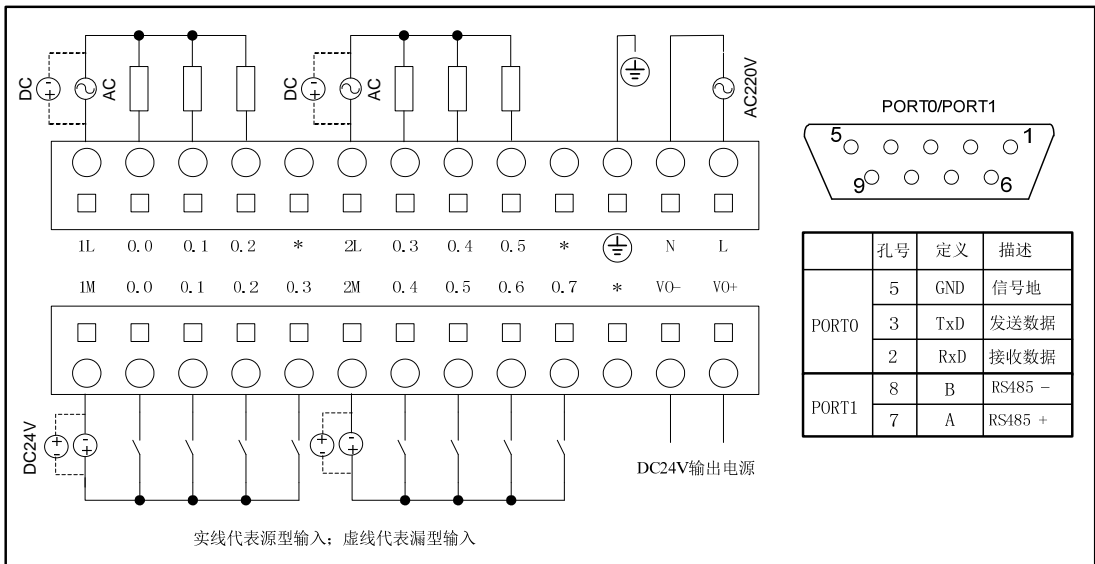 DC
AC
DC
AC
AC220V
1L 0.0 0.1 0.2 * 2L 0.3 0.4 0.5 * N L
1M 0.0 0.1 0.2 0.3 2M 0.4 0.5 0.6 0.7 * VO- VO+
DC24V
DC24V输出电源
实线代表源型输入；虚线代表漏型输入
PORT0/PORT1
5 1
9 6
孔号 定义 描述
PORT0 5 GND 信号地
3 TxD 发送数据
2 RxD 接收数据
PORT1 8 B RS485 -
7 A RS485 +